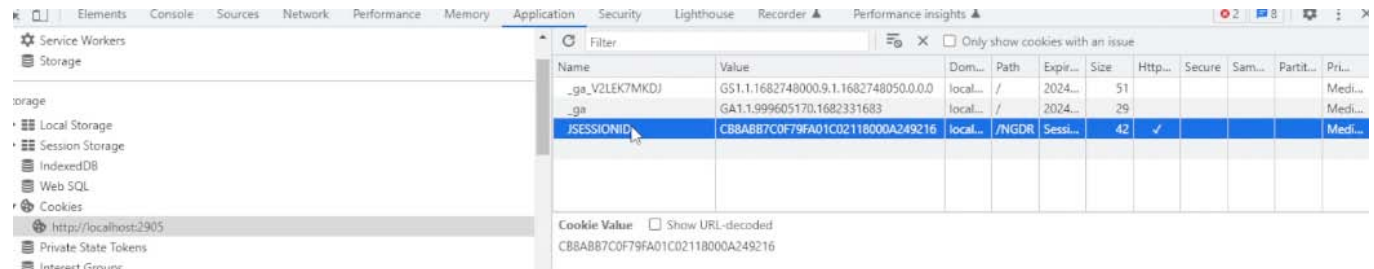 Elements Console Sources Network Performance Memory Application Security Lighthouse Recorder Performance insights 2 8
Service Workers
Storage
orage
Local Storage
Session Storage
IndexedDB
Web SQL
Cookies
http://localhost:2905
Private State Tokens
Interest Groups
Filter Only show cookies with an issue
Name Value Dom... Path Expir... Size Http... Secure Sam... Partit... Pri...
_ga_V2LEK7MKDJ GS1.1.1682748000.9.1.1682748050.0.0.0 local... / 2024... 51 Medi...
_ga GA1.1.999605170.1682331683 local... / 2024... 29 Medi...
JSESSIONID CB8ABB7C0F79FA01C02118000A249216 local... /NGDR Sessi... 42 ✓ Medi...
Cookie Value Show URL-decoded
CB8ABB7C0F79FA01C02118000A249216